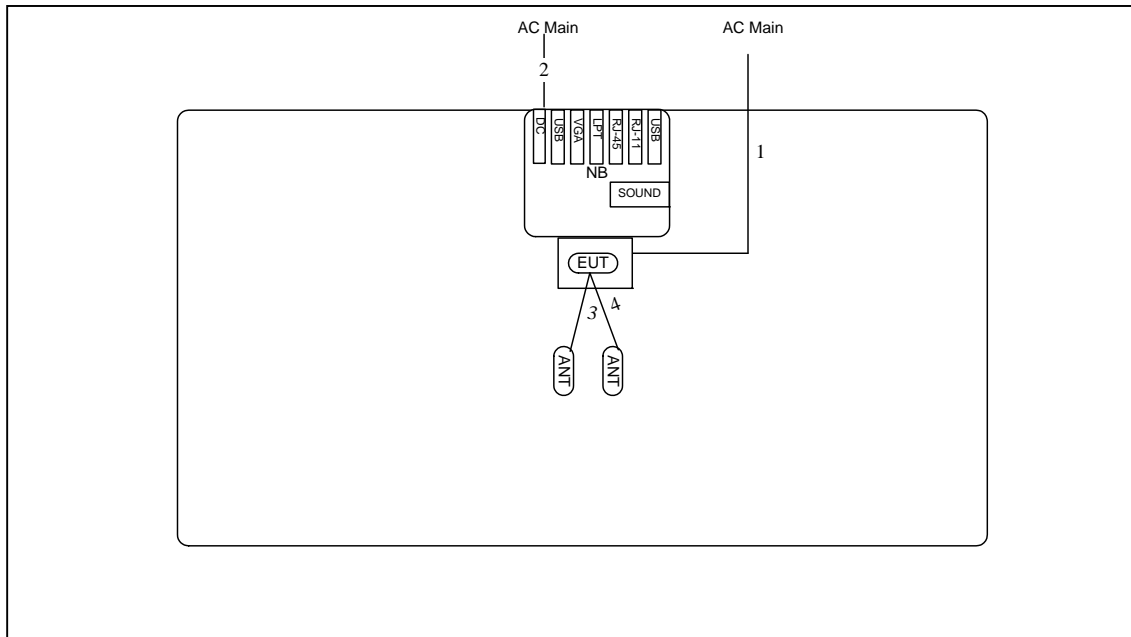 AC Main
AC Main
2
DC
USB
VGA
LPT
RJ-45
RJ-11
USB
1
NB
SOUND
EUT
3
4
ANT
ANT